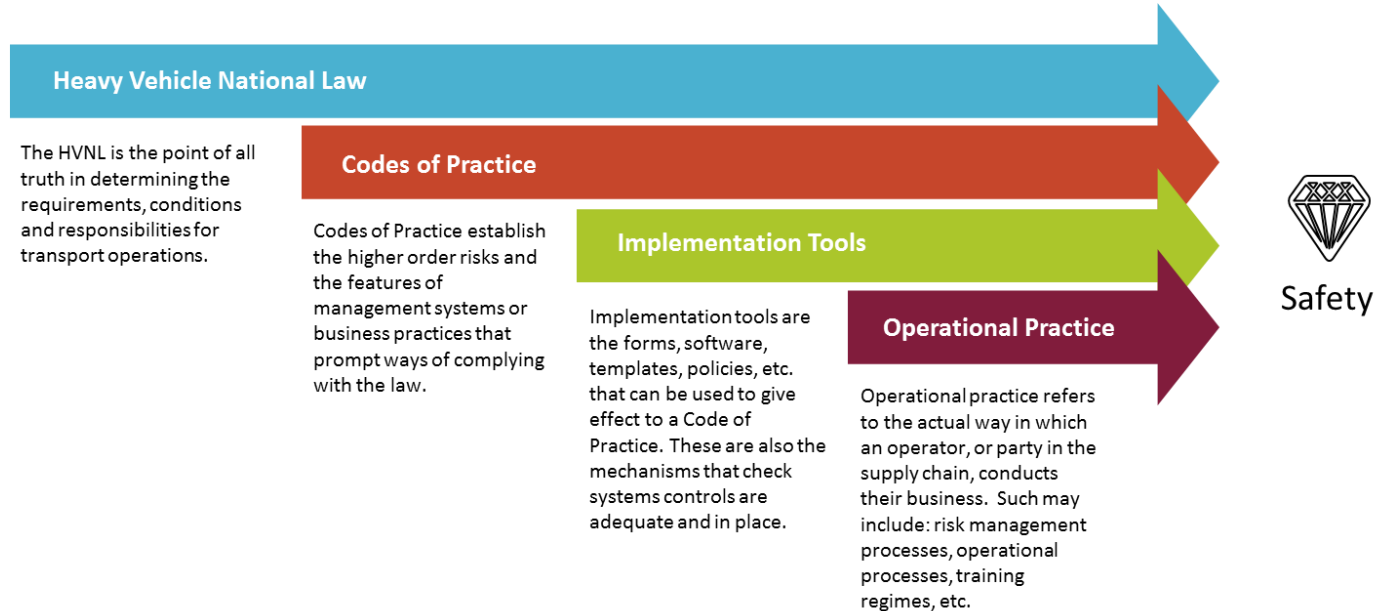 Heavy Vehicle National Law
The HVNL is the point of all
truth in determining the
requirements, conditions
and responsibilities for
transport operations.
Codes of Practice
Codes of Practice establish
the higher order risks and
the features of
management systems or
business practices that
prompt ways of complying
with the law.
Implementation Tools
Implementation tools are
the forms, software,
templates, policies, etc.
that can be used to give
effect to a Code of
Practice. These are also the
mechanisms that check
systems controls are
adequate and in place.
Operational Practice
Operational practice refers
to the actual way in which
an operator, or party in the
supply chain, conducts
their business. Such may
include: risk management
processes, operational
processes, training
regimes, etc.
Safety